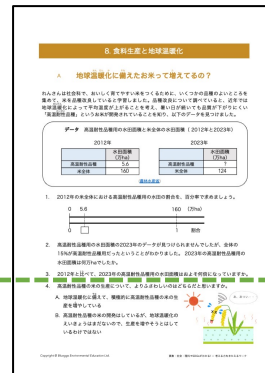 8. 食料生産と地球温暖化
A 地球温暖化に備えたお米って増えてるの？
れんさんは社会科で、おいしく育てやすい米をつくるために、いくつかの品種のよいところを
集めて、米を品種改良していると学習しました。品種改良について調べていると、近年では
地球温暖化によって平均温度が上がることを考え、暑い日が続いても品質が下がりにくい
「高温耐性品種」というお米が開発されていることを知り、以下のデータを見つけました。
データ 高温耐性品種用の水田面積と米全体の水田面積（2012年と2023年）
2012年
2023年
水田面積
(万ha)
水田面積
(万ha)
高温耐性品種 5.6
高温耐性品種 ?
米全体 160
米全体 124
1. 2012年の米全体における高温耐性品種用の水田の割合を、百分率で求めましょう。
0 5.6 160 (万ha)
0 1 割合
2. 高温耐性品種用の水田面積の2023年のデータが見つけられませんでしたが、全体の
15%が高温耐性品種用だったということがわかりました。2023年の高温耐性品種用の
水田面積は何万haでしたか。
3. 2012年と比べて、2023年の高温耐性品種用の水田面積はおよそ何倍になっていますか。
4. 高温耐性品種の米の生産について、よりふさわしいのはどちらだと思いますか。
A. 地球温暖化に備えて、積極的に高温耐性品種の米の生
産を増やしている
B. 高温耐性品種の米の開発はしているが、地球温暖化の
えいきょうはまだないので、生産を増やそうとはして
いるわけではない